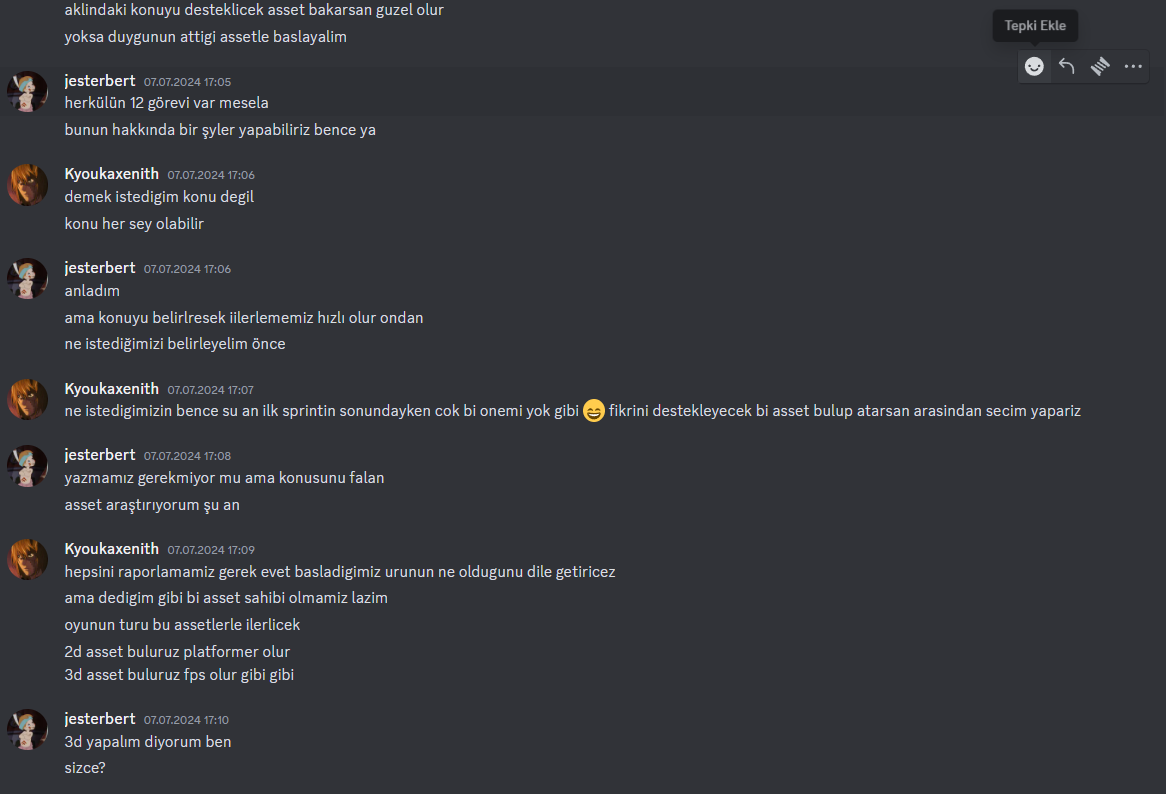 aklindaki konuyu desteklicek asset bakarsan guzel olur
yoksa duygunun attigi assetle baslayalim
Tepki Ekle
jesterbert 07.07.2024 17:05
herkülün 12 görevi var mesela
bunun hakkında bir şyler yapabiliriz bence ya
Kyoukaxenith 07.07.2024 17:06
demek istedigim konu degil
konu her sey olabilir
jesterbert 07.07.2024 17:06
anladım
ama konuyu belirlresek iilerlememiz hızlı olur ondan
ne istediğimizi belirleyelim önce
Kyoukaxenith 07.07.2024 17:07
ne istedigimizin bence su an ilk sprintin sonundayken cok bi onemi yok gibi 😄 fikrini destekleyecek bi asset bulup atarsan arasindan secim yapariz
jesterbert 07.07.2024 17:08
yazmamız gerekmiyor mu ama konusunu falan
asset araştırıyorum şu an
Kyoukaxenith 07.07.2024 17:09
hepsini raporlamamiz gerek evet basladigimiz urunun ne oldugunu dile getiricez
ama dedigim gibi bi asset sahibi olmamiz lazim
oyunun turu bu assetlerle ilerlicek
2d asset buluruz platformer olur
3d asset buluruz fps olur gibi gibi
jesterbert 07.07.2024 17:10
3d yapalım diyorum ben
sizce?